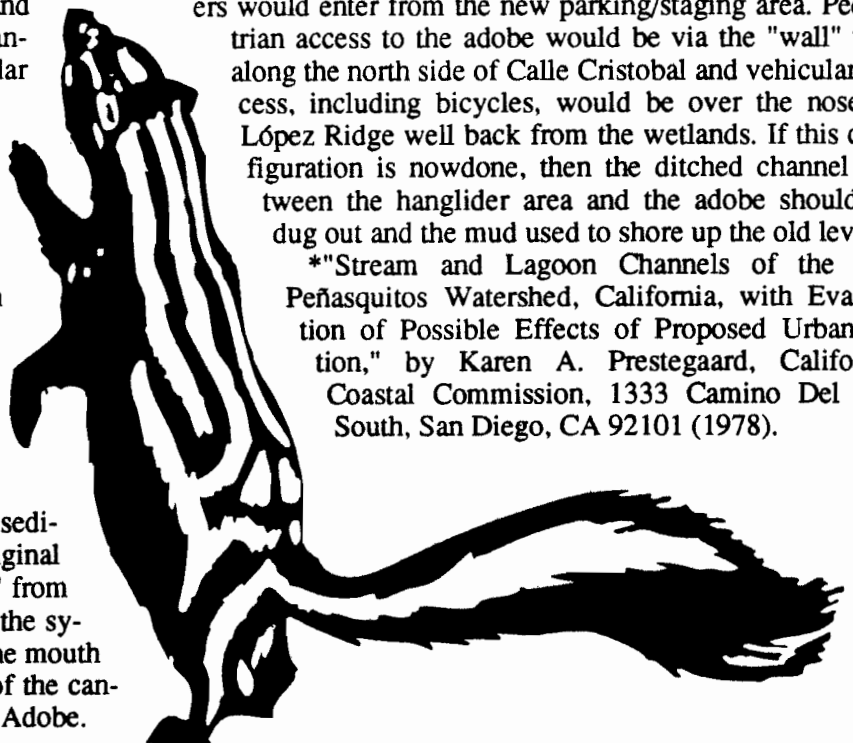 nd
an-
lar
sedi-
ginal
from
the sy-
e mouth
of the can-
Adobe.
ers would enter from the new parking/staging area.
trian access to the adobe would be via the "wall"
along the north side of Calle Cristobal and vehicular
cess, including bicycles, would be over the nose
López Ridge well back from the wetlands. If this
figuration is nowdone, then the ditched channel
tween the hanglider area and the adobe should
dug out and the mud used to shore up the old
*"Stream and Lagoon Channels of the
Peñasquitos Watershed, California, with Eva
tion of Possible Effects of Proposed Urban
tion," by Karen A. Prestegaard, Califo
Coastal Commission, 1333 Camino Del
South, San Diego, CA 92101 (1978).